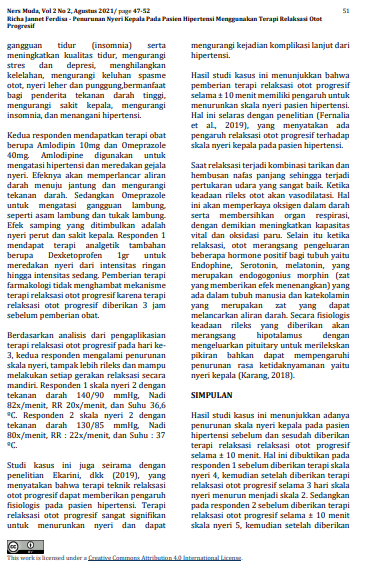 Ners Muda, Vol 2 No 2, Agustus 2021/ page 47-52
51
Richa Jannet Ferdisa - Penurunan Nyeri Kepala Pada Pasien Hipertensi Menggunakan Terapi Relaksasi Otot
Progresif
gangguan tidur (insomnia) serta
meningkatkan kualitas tidur, mengurangi
stres dan depresi, menghilangkan
kelelahan, mengurangi keluhan spasme
otot, nyeri leher dan punggung,bermanfaat
bagi penderita tekanan darah tinggi,
mengurangi sakit kepala, mengurangi
insomnia, dan menangani hipertensi.
Kedua responden mendapatkan terapi obat
berupa Amlodipin 10mg dan Omeprazole
40mg. Amlodipine digunakan untuk
mengatasi hipertensi dan meredakan gejala
nyeri. Efeknya akan memperlancar aliran
darah menuju jantung dan mengurangi
tekanan darah. Sedangkan Omeprazole
untuk mengatasi gangguan lambung,
seperti asam lambung dan tukak lambung.
Efek samping yang ditimbulkan adalah
nyeri perut dan sakit kepala. Responden 1
mendapat terapi analgetik tambahan
berupa Dexketoprofen 1gr untuk
meredakan nyeri dari intensitas ringan
hingga intensitas sedang. Pemberian terapi
farmakologi tidak menghambat mekanisme
terapi relaksasi otot progresif karena terapi
relaksasi otot progresif diberikan 3 jam
sebelum pemberian obat.
Berdasarkan analisis dari pengaplikasian
terapi relaksasi otot progresif pada hari ke-
3, kedua responden mengalami penurunan
skala nyeri, tampak lebih rileks dan mampu
melakukan setiap gerakan relaksasi secara
mandiri. Responden 1 skala nyeri 2 dengan
tekanan darah 140/90 mmHg, Nadi
82x/menit, RR 20x/menit, dan Suhu 36,6
ºC. Responden 2 skala nyeri 2 dengan
tekanan darah 130/85 mmHg, Nadi
80x/menit, RR : 22x/menit, dan Suhu : 37
ºC.
Studi kasus ini juga seirama dengan
penelitian Ekarini, dkk (2019), yang
menyatakan bahwa terapi teknik relaksasi
otot progresif dapat memberikan pengaruh
fisiologis pada pasien hipertensi. Terapi
relaksasi otot progresif sangat signifikan
untuk menurunkan nyeri dan dapat
mengurangi kejadian komplikasi lanjut dari
hipertensi.
Hasil studi kasus ini menunjukkan bahwa
pemberian terapi relaksasi otot progresif
selama ± 10 menit memiliki pengaruh untuk
menurunkan skala nyeri pasien hipertensi.
Hal ini selaras dengan penelitian (Fernalia
et al., 2019), yang menyatakan ada
pengaruh relaksasi otot progresif terhadap
skala nyeri kepala pada pasien hipertensi.
Saat relaksasi terjadi kombinasi tarikan dan
hembusan nafas panjang sehingga terjadi
pertukaran udara yang sangat baik. Ketika
keadaan rileks otot akan vasodilatasi. Hal
ini akan memperkaya oksigen dalam darah
serta membersihkan organ respirasi,
dengan demikian meningkatkan kapasitas
vital dan oksidasi paru. Selain itu ketika
relaksasi, otot merangsang pengeluaran
beberapa hormone positif bagi tubuh yaitu
Endophine, Serotonin, melatonin, yang
merupakan endogogonius morphin (zat
yang memberikan efek menenangkan) yang
ada dalam tubuh manusia dan katekolamin
yang merupakan zat yang dapat
melancarkan aliran darah. Secara fisiologis
keadaan rileks yang diberikan akan
merangsang hipotalamus dengan
mengeluarkan pituitary untuk merilekskan
pikiran bahkan dapat mempengaruhi
penurunan rasa ketidaknyamanan yaitu
nyeri kepala (Karang, 2018).
SIMPULAN
Hasil studi kasus ini menunjukkan adanya
penurunan skala nyeri kepala pada pasien
hipertensi sebelum dan sesudah diberikan
terapi relaksasi relaksasi otot progresif
selama ± 10 menit. Hal ini dibuktikan pada
responden 1 sebelum diberikan terapi skala
nyeri 4, kemudian setelah diberikan terapi
relaksasi otot progresif selama 3 hari skala
nyeri menurun menjadi skala 2. Sedangkan
pada responden 2 sebelum diberikan terapi
relaksasi otot progresif selama ± 10 menit
skala nyeri 5, kemudian setelah diberikan
This work is licensed under a Creative Commons Attribution 4.0 International License.